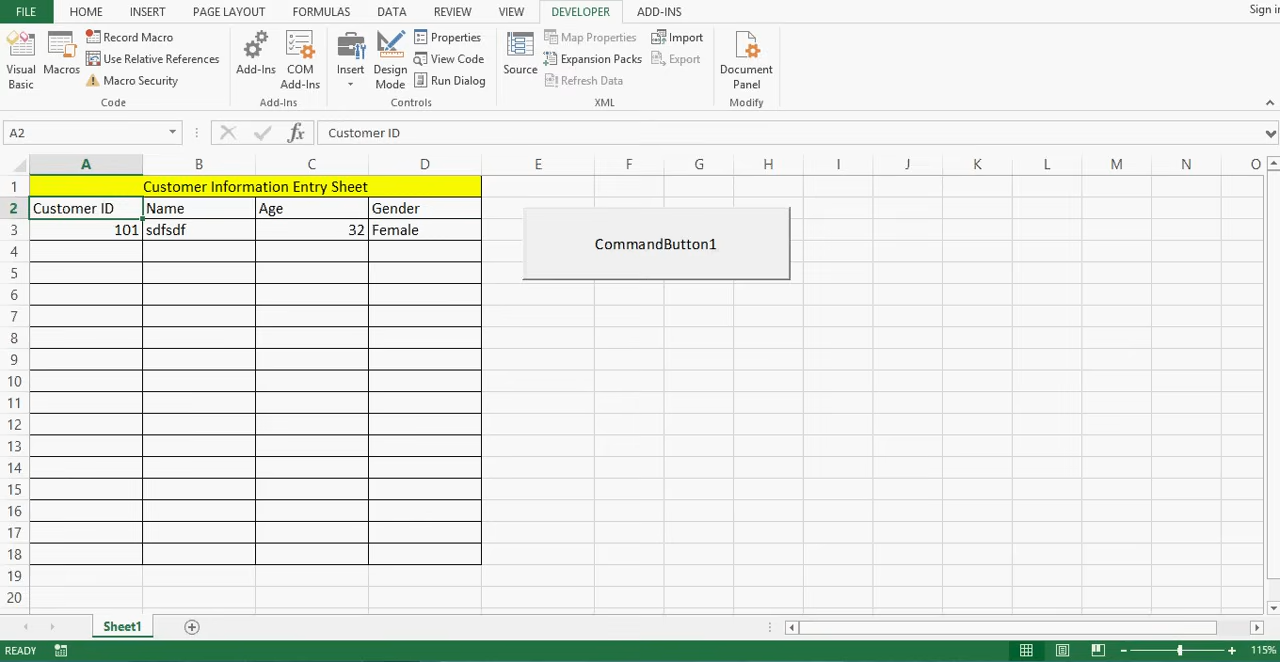 FILE HOME INSERT PAGE LAYOUT FORMULAS DATA REVIEW VIEW DEVELOPER ADD-INS Sign in
Visual Basic
Macros
Record Macro
Use Relative References
Macro Security
Code
Add-Ins
COM Add-Ins
Add-Ins
Insert
Design Mode
Properties
View Code
Run Dialog
Controls
Source
Map Properties
Expansion Packs
Refresh Data
Import
Export
XML
Document Panel
Modify
A2 fx Customer ID
A B C D E F G H I J K L M N O
1 Customer Information Entry Sheet
2 Customer ID Name Age Gender
3 101 sdfsdf 32 Female
CommandButton1
4
5
6
7
8
9
10
11
12
13
14
15
16
17
18
19
20
Sheet1
READY 115%